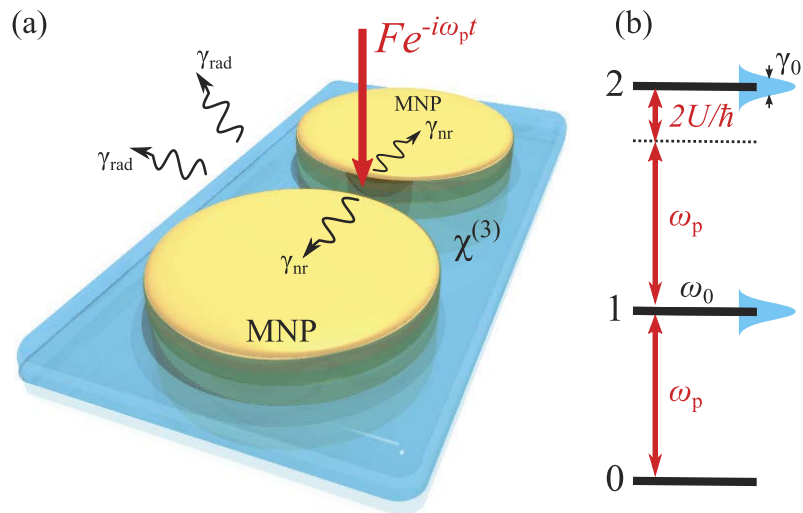 (a)
Fe^{-iω_p t}
γ_rad
γ_rad
MNP
γ_nr
χ^{(3)}
γ_nr
MNP
(b)
γ_0
2
2U/ħ
ω_p
1
ω_0
ω_p
0